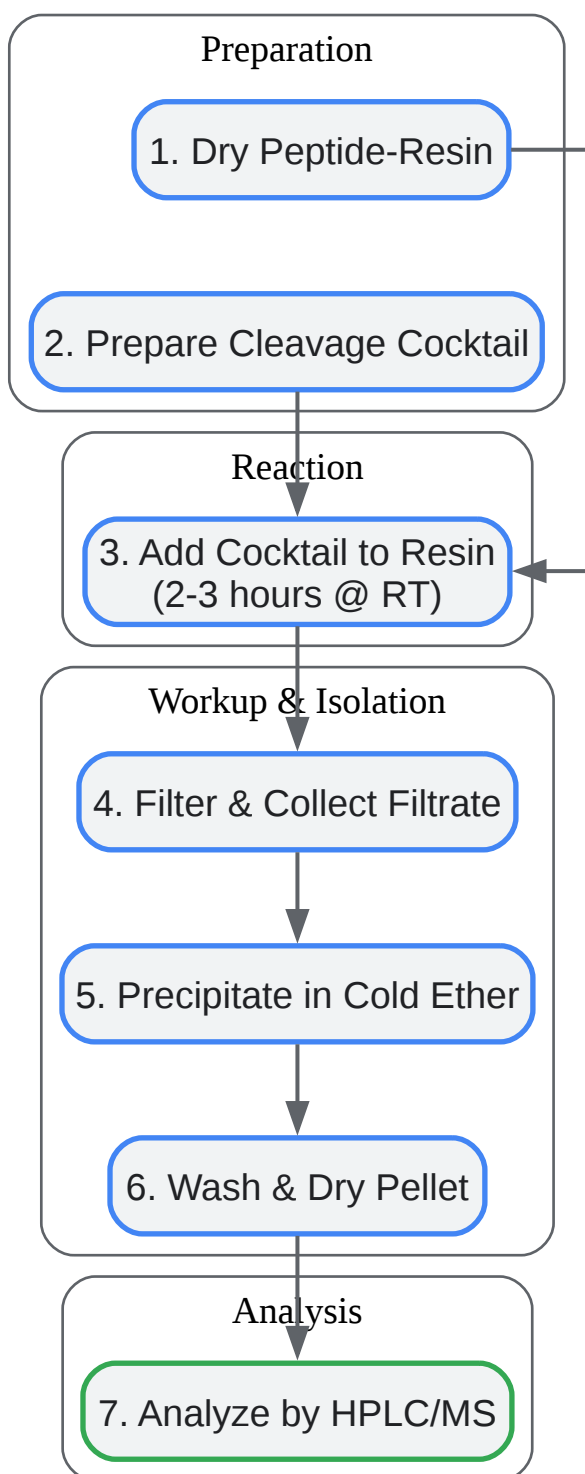 Preparation
1. Dry Peptide-Resin
2. Prepare Cleavage Cocktail
Reaction
3. Add Cocktail to Resin
(2-3 hours @ RT)
Workup & Isolation
4. Filter & Collect Filtrate
5. Precipitate in Cold Ether
6. Wash & Dry Pellet
Analysis
7. Analyze by HPLC/MS